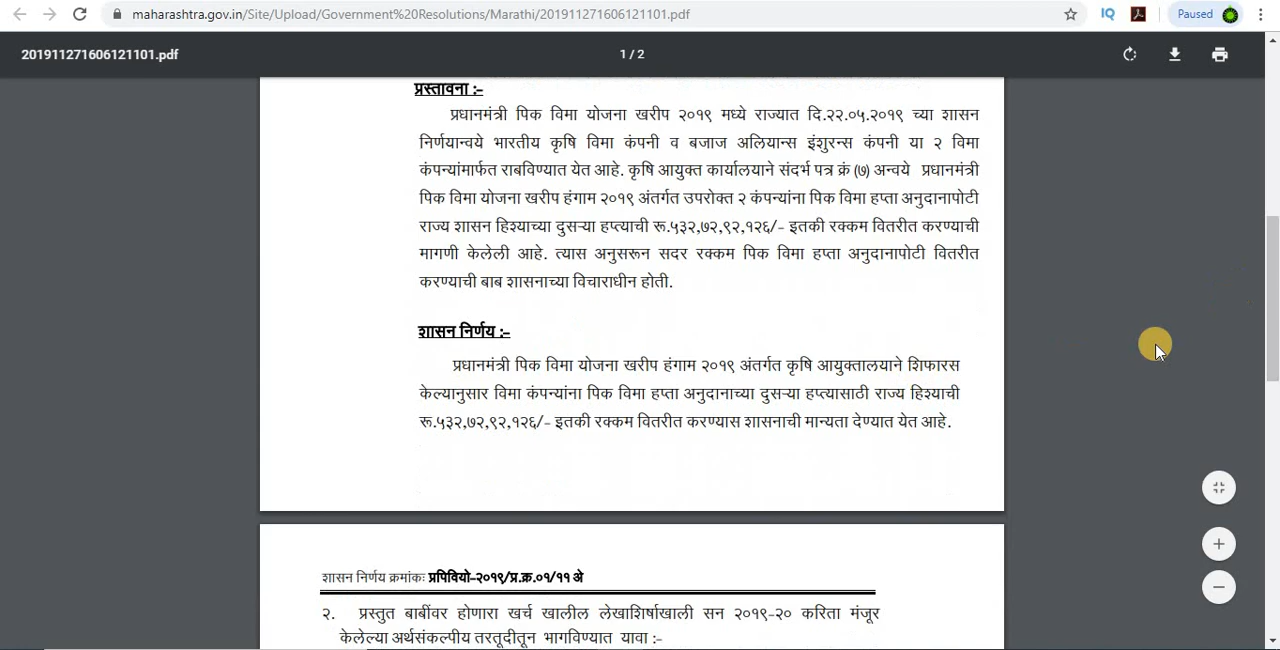 maharashtra.gov.in/Site/Upload/Government%20Resolutions/Marathi/201911271606121101.pdf
Paused
201911271606121101.pdf
1 / 2
प्रस्तावना :-
प्रधानमंत्री पिक विमा योजना खरीप २०१९ मध्ये राज्यात दि.२२.०५.२०१९ च्या शासन
निर्णयान्वये भारतीय कृषि विमा कंपनी व बजाज अलियान्स इंशुरन्स कंपनी या २ विमा
कंपन्यांमार्फत राबविण्यात येत आहे. कृषि आयुक्त कार्यालयाने संदर्भ पत्र क्रं (७) अन्वये प्रधानमंत्री
पिक विमा योजना खरीप हंगाम २०१९ अंतर्गत उपरोक्त २ कंपन्यांना पिक विमा हप्ता अनुदानापोटी
राज्य शासन हिश्याच्या दुसऱ्या हप्त्याची रू.५३२,७२,९२,१२६/- इतकी रक्कम वितरीत करण्याची
मागणी केलेली आहे. त्यास अनुसरून सदर रक्कम पिक विमा हप्ता अनुदानापोटी वितरीत
करण्याची बाब शासनाच्या विचाराधीन होती.
शासन निर्णय :-
प्रधानमंत्री पिक विमा योजना खरीप हंगाम २०१९ अंतर्गत कृषि आयुक्तालयाने शिफारस
केल्यानुसार विमा कंपन्यांना पिक विमा हप्ता अनुदानाच्या दुसऱ्या हप्त्यासाठी राज्य हिश्याची
रू.५३२,७२,९२,१२६/- इतकी रक्कम वितरीत करण्यास शासनाची मान्यता देण्यात येत आहे.
शासन निर्णय क्रमांकः प्रपिवियो-२०१९/प्र.क्र.०१/११ अे
२. प्रस्तुत बाबींवर होणारा खर्च खालील लेखाशिर्षाखाली सन २०१९-२० करिता मंजूर
केलेल्या अर्थसंकल्पीय तरतूदीतून भागविण्यात यावा :-